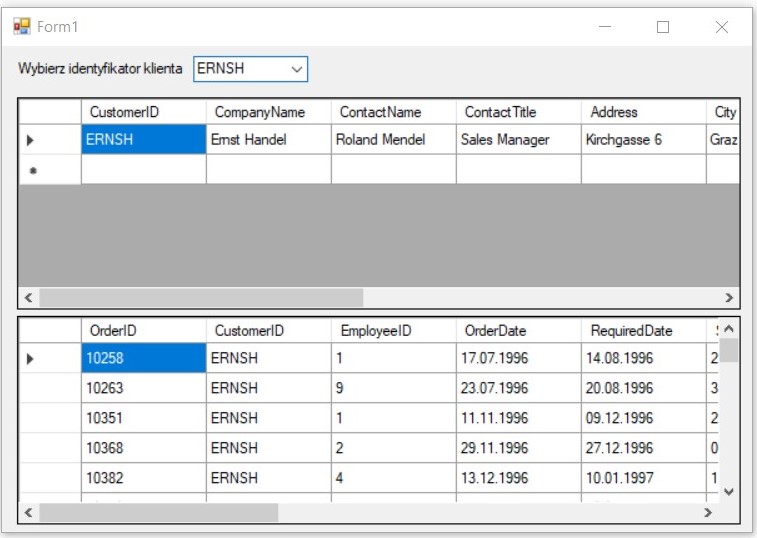 Form1
Wybierz identyfikator klienta ERNSH
CustomerID CompanyName ContactName ContactTitle Address City
ERNSH Ernst Handel Roland Mendel Sales Manager Kirchgasse 6 Graz
OrderID CustomerID EmployeeID OrderDate RequiredDate
10258 ERNSH 1 17.07.1996 14.08.1996 2
10263 ERNSH 9 23.07.1996 20.08.1996 3
10351 ERNSH 1 11.11.1996 09.12.1996 2
10368 ERNSH 2 29.11.1996 27.12.1996 0
10382 ERNSH 4 13.12.1996 10.01.1997 1